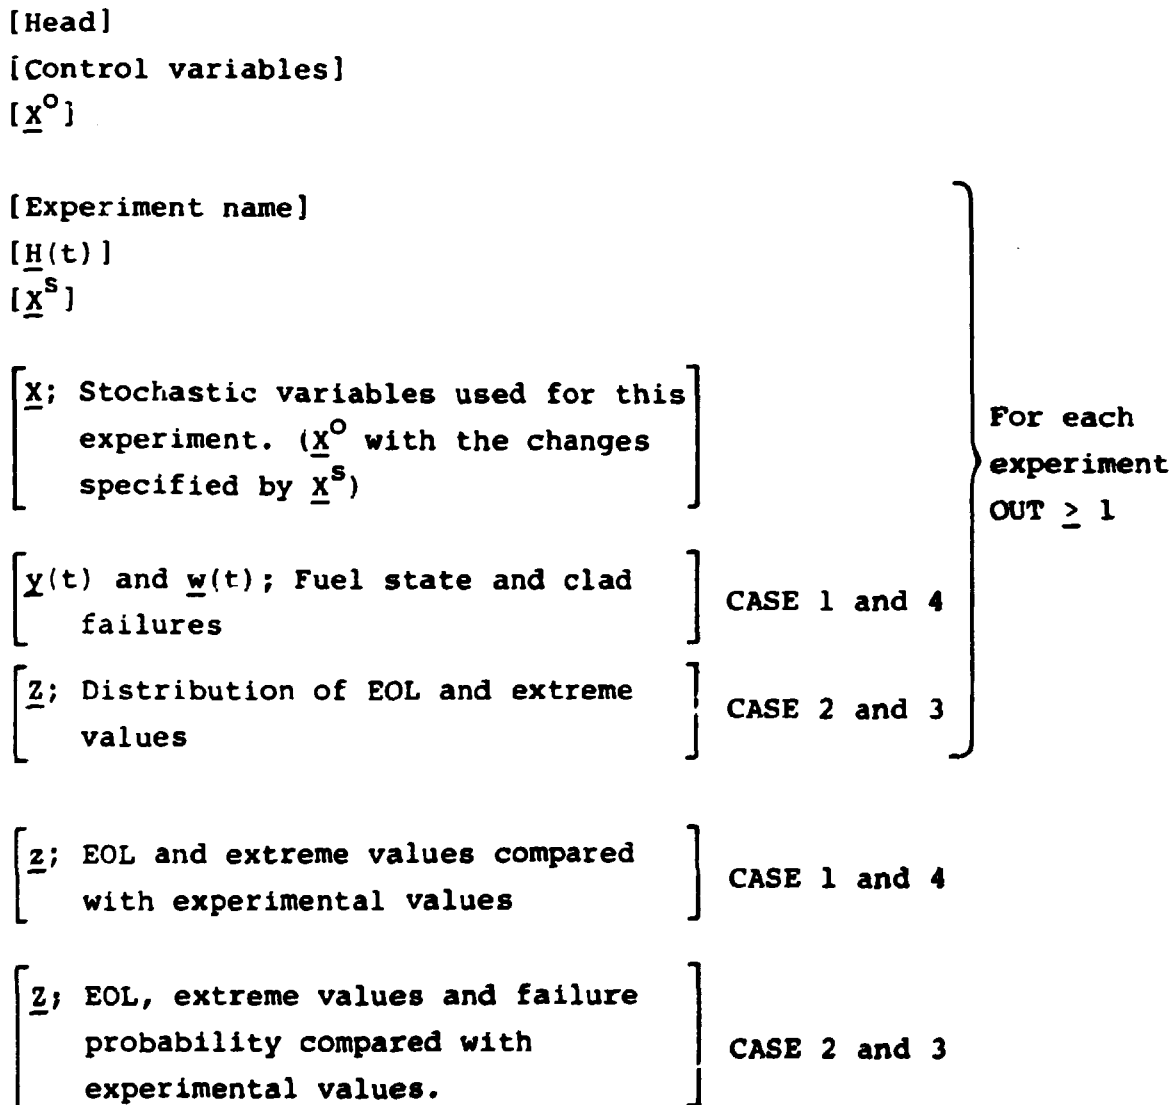 [Head]
[Control variables]
[X̲°]
[Experiment name]
[H̲(t)]
[X̲ˢ]
X̲; Stochastic variables used for this
experiment. (X̲° with the changes
specified by X̲ˢ)
For each
experiment
OUT ≥ 1
y̲(t) and w̲(t); Fuel state and clad
failures
CASE 1 and 4
Z̲; Distribution of EOL and extreme
values
CASE 2 and 3
z̲; EOL and extreme values compared
with experimental values
CASE 1 and 4
Z̲; EOL, extreme values and failure
probability compared with
experimental values.
CASE 2 and 3